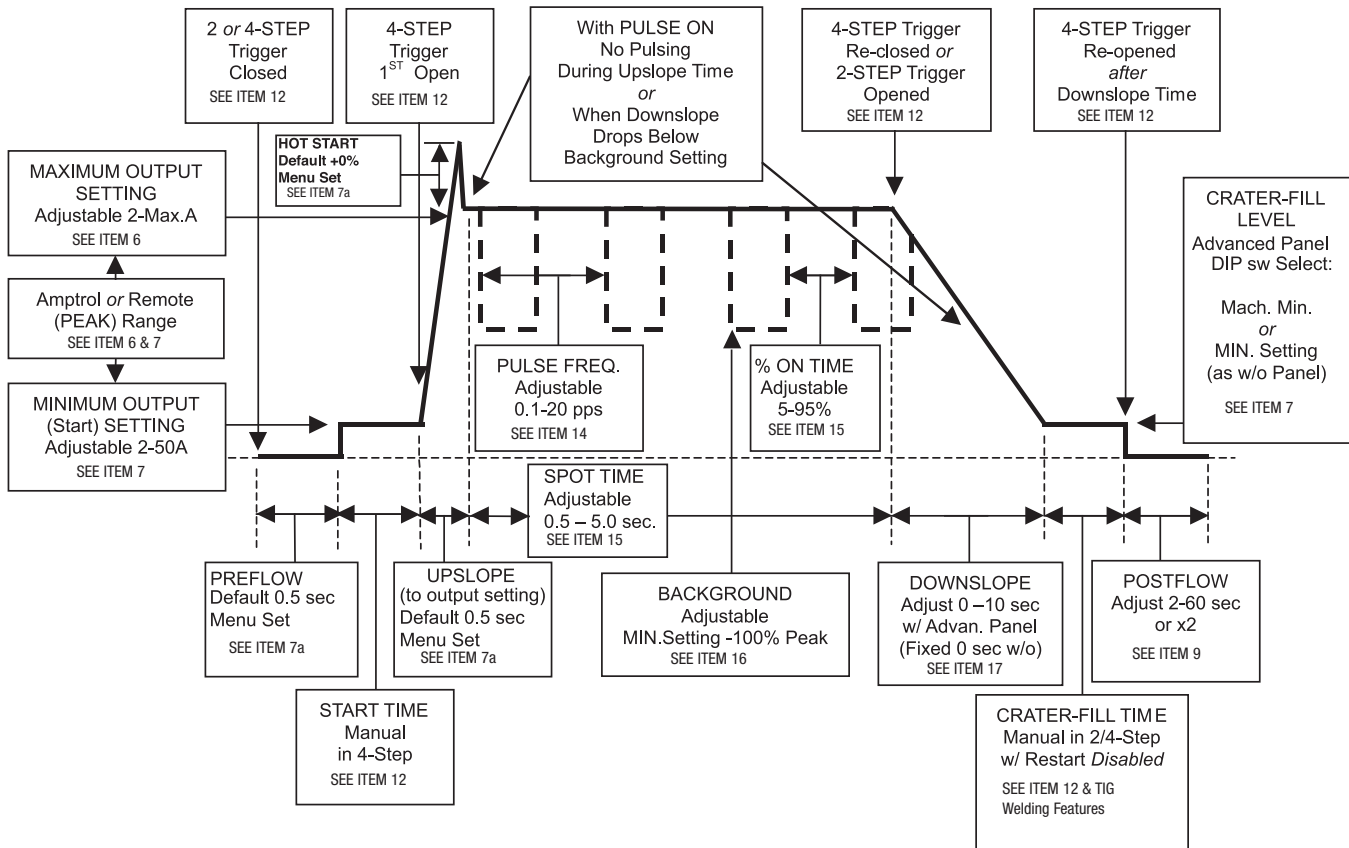 2 or 4-STEP
Trigger
Closed
SEE ITEM 12
4-STEP
Trigger
1ST Open
SEE ITEM 12
With PULSE ON
No Pulsing
During Upslope Time
or
When Downslope
Drops Below
Background Setting
4-STEP Trigger
Re-closed or
2-STEP Trigger
Opened
SEE ITEM 12
4-STEP Trigger
Re-opened
after
Downslope Time
SEE ITEM 12
HOT START
Default +0%
Menu Set
SEE ITEM 7a
MAXIMUM OUTPUT
SETTING
Adjustable 2-Max.A
SEE ITEM 6
Amptrol or Remote
(PEAK) Range
SEE ITEM 6 & 7
MINIMUM OUTPUT
(Start) SETTING
Adjustable 2-50A
SEE ITEM 7
CRATER-FILL
LEVEL
Advanced Panel
DIP sw Select:
Mach. Min.
or
MIN. Setting
(as w/o Panel)
SEE ITEM 7
PULSE FREQ.
Adjustable
0.1-20 pps
SEE ITEM 14
% ON TIME
Adjustable
5-95%
SEE ITEM 15
SPOT TIME
Adjustable
0.5 – 5.0 sec.
SEE ITEM 15
PREFLOW
Default 0.5 sec
Menu Set
SEE ITEM 7a
UPSLOPE
(to output setting)
Default 0.5 sec
Menu Set
SEE ITEM 7a
BACKGROUND
Adjustable
MIN.Setting -100% Peak
SEE ITEM 16
DOWNSLOPE
Adjust 0 –10 sec
w/ Advan. Panel
(Fixed 0 sec w/o)
SEE ITEM 17
POSTFLOW
Adjust 2-60 sec
or x2
SEE ITEM 9
START TIME
Manual
in 4-Step
SEE ITEM 12
CRATER-FILL TIME
Manual in 2/4-Step
w/ Restart Disabled
SEE ITEM 12 & TIG
Welding Features